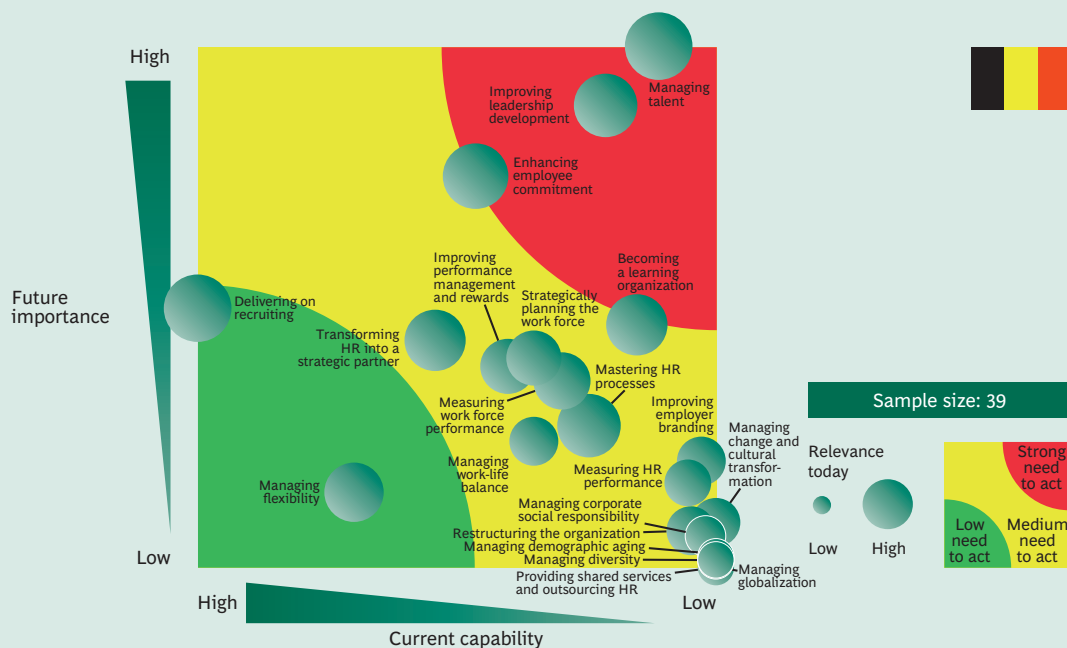 High
Future
importance
Low
Managing
talent
Improving
leadership
development
Enhancing
employee
commitment
Becoming
a learning
organization
Improving
performance
management
and rewards
Strategically
planning the
work force
Delivering on
recruiting
Transforming
HR into a
strategic partner
Mastering HR
processes
Measuring
work force
performance
Improving
employer
branding
Managing
change and
cultural
transfor-
mation
Managing
work-life
balance
Measuring HR
performance
Managing
flexibility
Managing corporate
social responsibility
Restructuring the organization
Managing demographic aging
Managing diversity
Providing shared services
and outsourcing HR
Managing
globalization
High
Low
Current capability
Sample size: 39
Relevance
today
Low
High
Strong
need
to act
Low
need
to act
Medium
need
to act